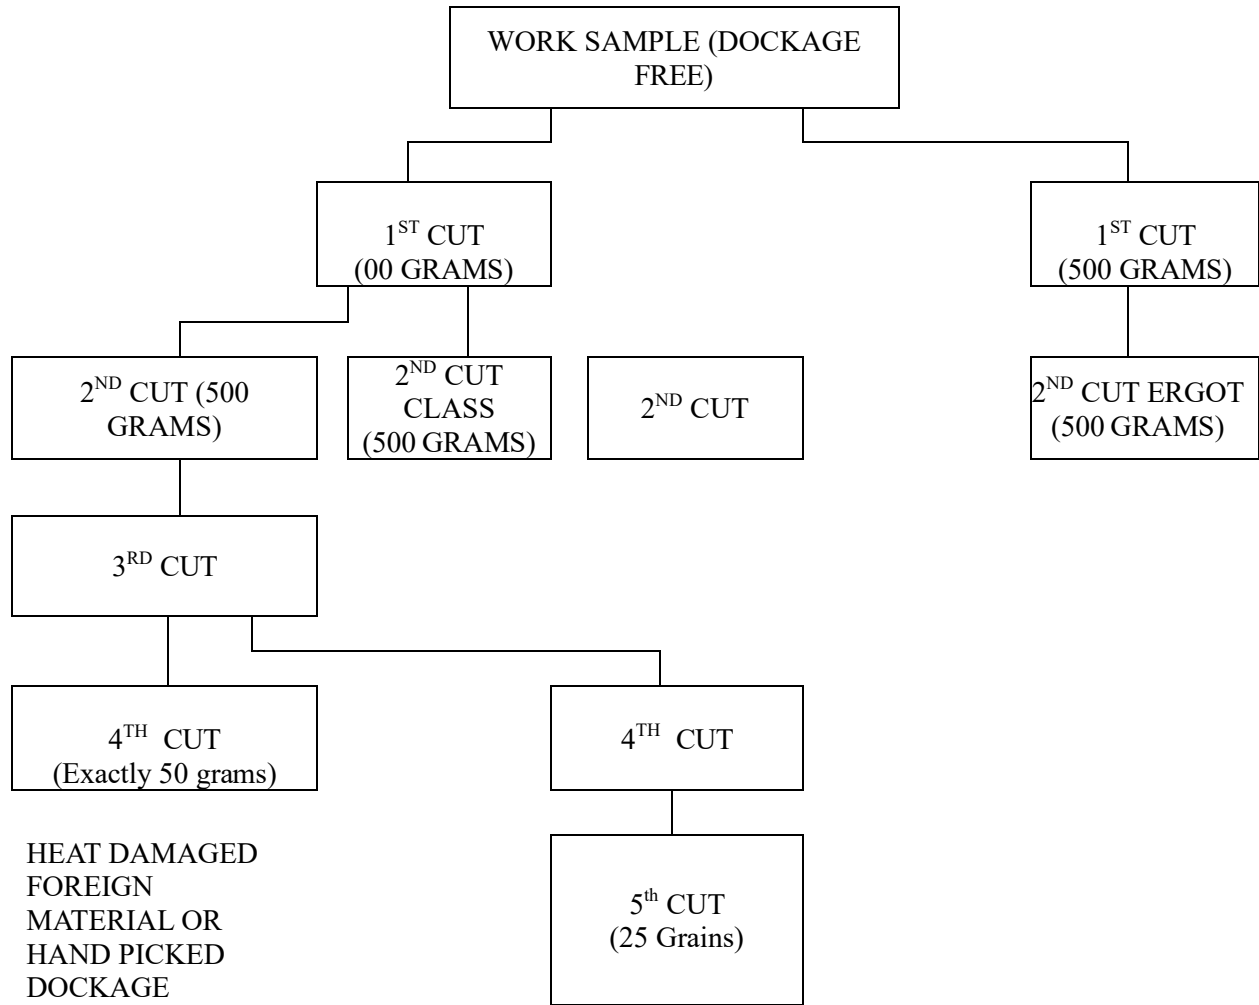 WORK SAMPLE (DOCKAGE
FREE)
1ST CUT
(00 GRAMS)
1ST CUT
(500 GRAMS)
2ND CUT (500
GRAMS)
2ND CUT
CLASS
(500 GRAMS)
2ND CUT
2ND CUT ERGOT
(500 GRAMS)
3RD CUT
4TH CUT
(Exactly 50 grams)
4TH CUT
HEAT DAMAGED
FOREIGN
MATERIAL OR
HAND PICKED
DOCKAGE
5th CUT
(25 Grains)